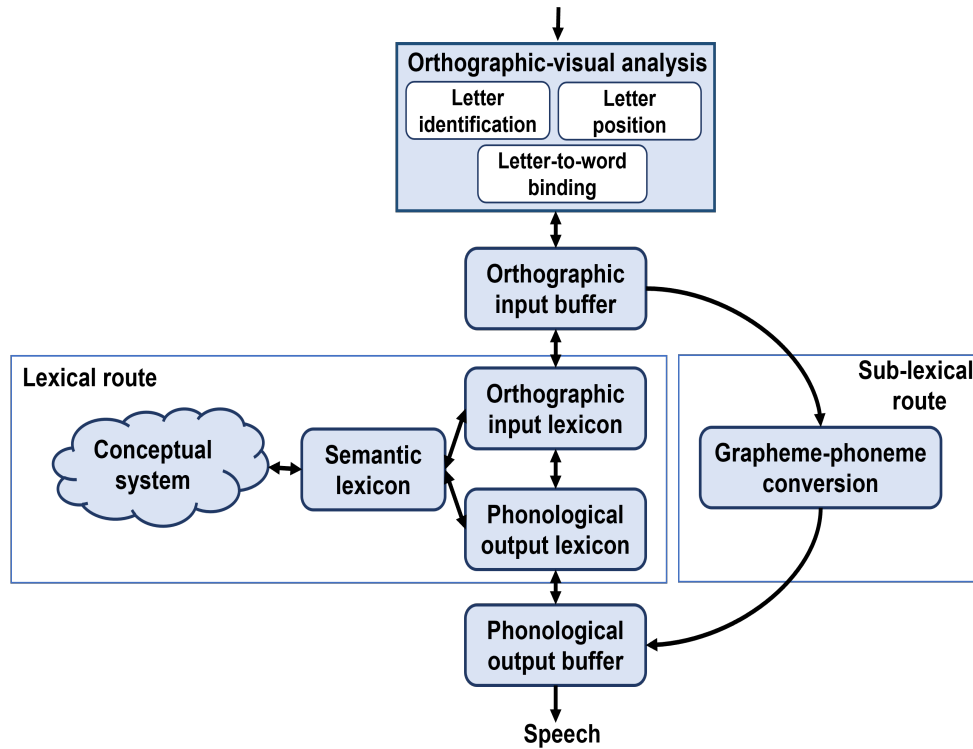 Orthographic-visual analysis
Letter
identification
Letter
position
Letter-to-word
binding
Orthographic
input buffer
Lexical route
Sub-lexical
route
Orthographic
input lexicon
Conceptual
system
Semantic
lexicon
Grapheme-phoneme
conversion
Phonological
output lexicon
Phonological
output buffer
Speech